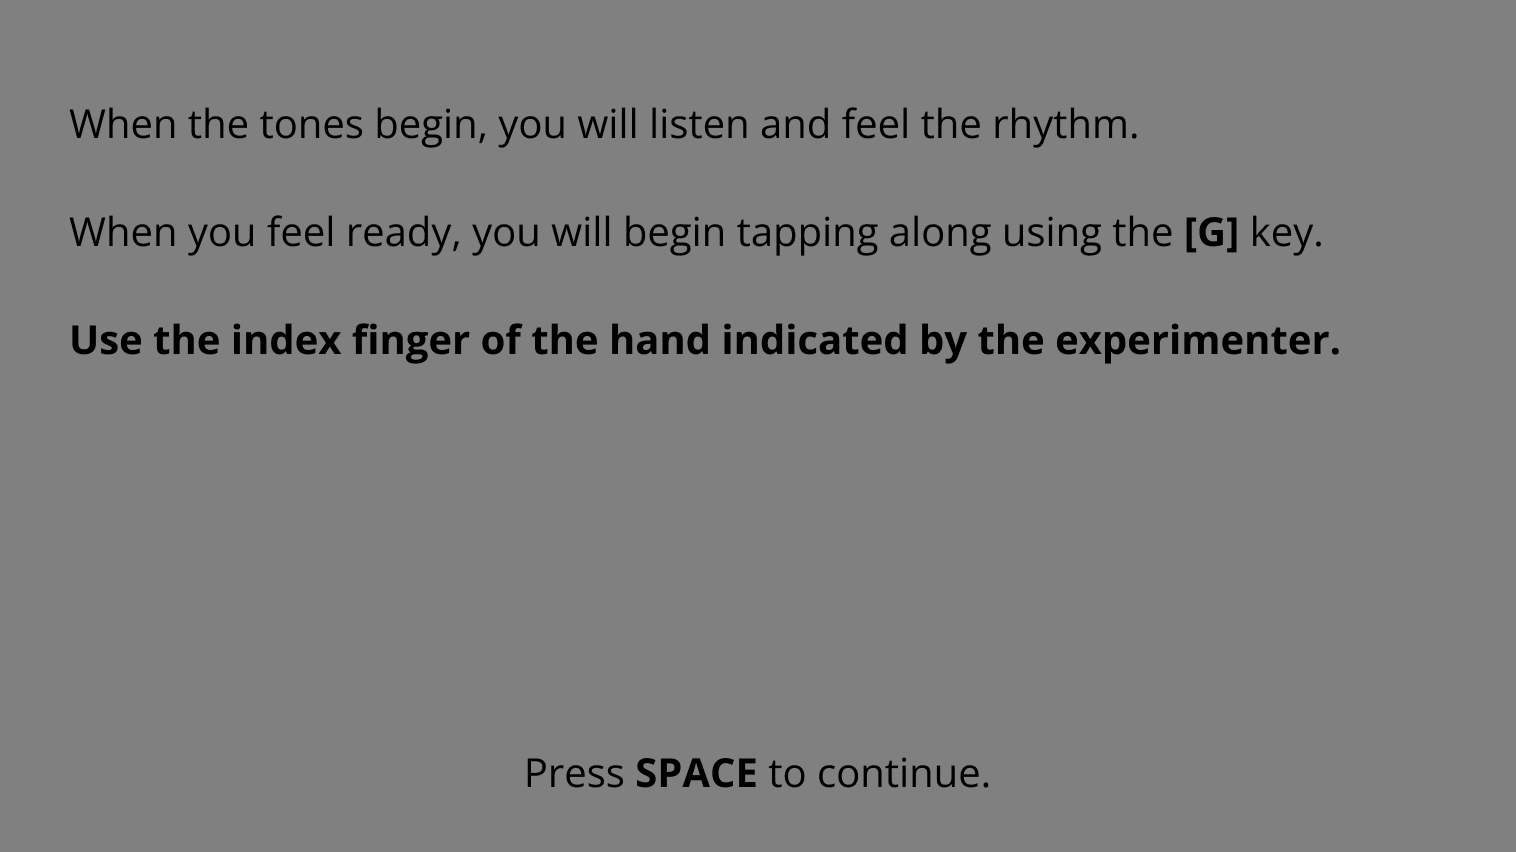 When the tones begin, you will listen and feel the rhythm.
When you feel ready, you will begin tapping along using the [G] key.
Use the index finger of the hand indicated by the experimenter.
Press SPACE to continue.